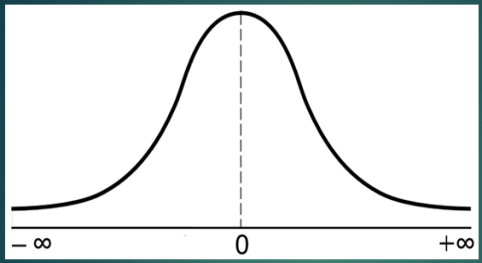 – ∞ 0 +∞